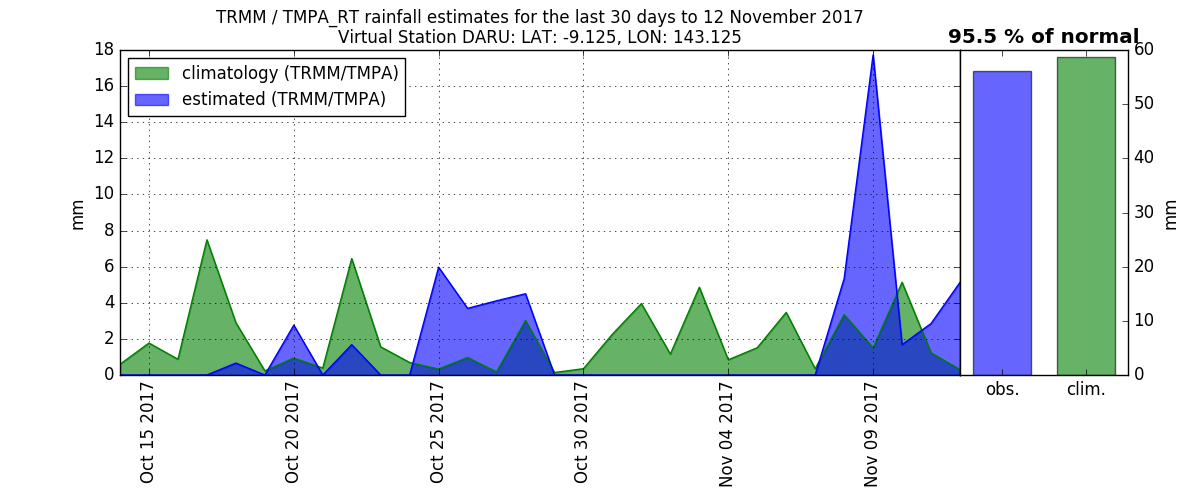 TRMM / TMPA_RT rainfall estimates for the last 30 days to 12 November 2017
Virtual Station DARU: LAT: -9.125, LON: 143.125
95.5 % of normal
climatology (TRMM/TMPA)
estimated (TRMM/TMPA)
mm
18
16
14
12
10
8
6
4
2
0
Oct 15 2017
Oct 20 2017
Oct 25 2017
Oct 30 2017
Nov 04 2017
Nov 09 2017
obs.
clim.
60
50
40
30
20
10
0
mm